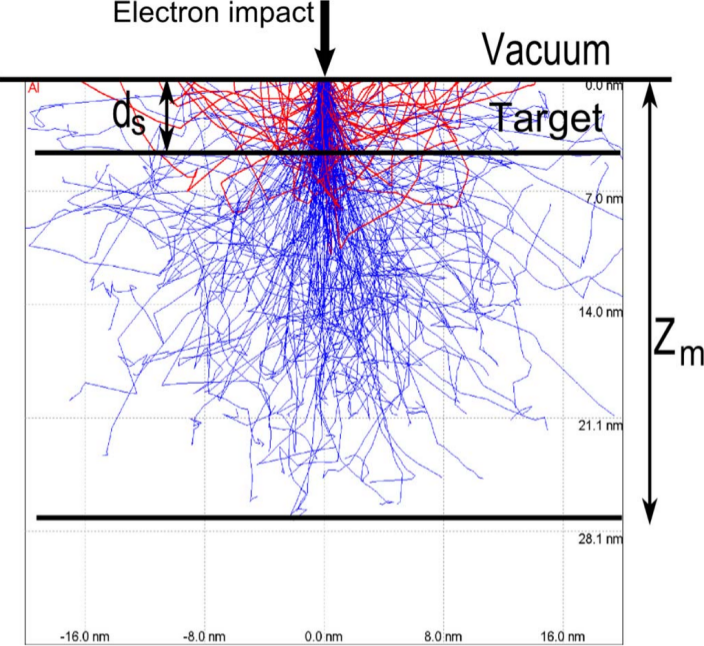 Electron impact
Vacuum
Al
0.0 nm
ds
Target
7.0 nm
14.0 nm
Zm
21.1 nm
28.1 nm
-16.0 nm
-8.0 nm
0.0 nm
8.0 nm
16.0 nm